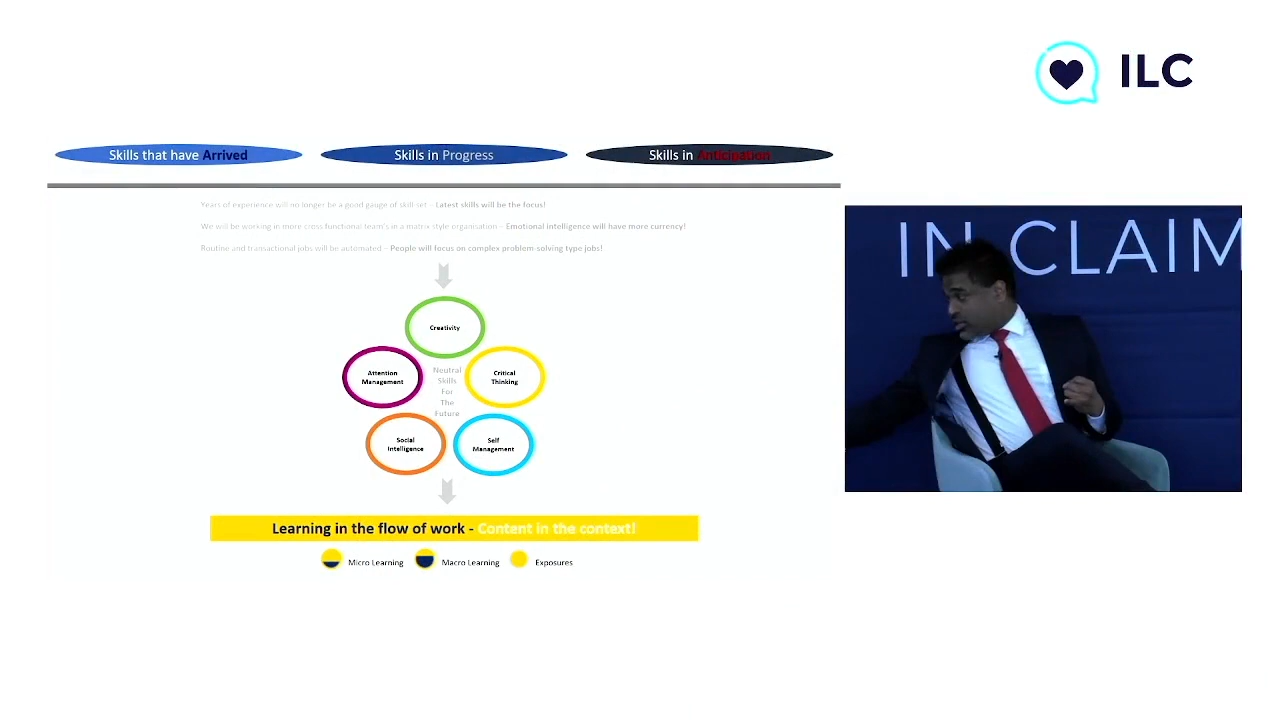 ILC
Skills that have Arrived
Skills in Progress
Skills in Anticipation
Years of experience will no longer be a good gauge of skill set – Latest skills will be the focus!
We will be working in more cross functional team's in a matrix style organisation – Emotional intelligence will have more currency!
Routine and transactional jobs will be automated – People will focus on complex problem-solving type jobs!
Creativity
Attention
Management
Neutral
Skills
For
The
Future
Critical
Thinking
Social
Intelligence
Self
Management
Learning in the flow of work - Content in the context!
Micro Learning
Macro Learning
Exposures
IN CLAIM